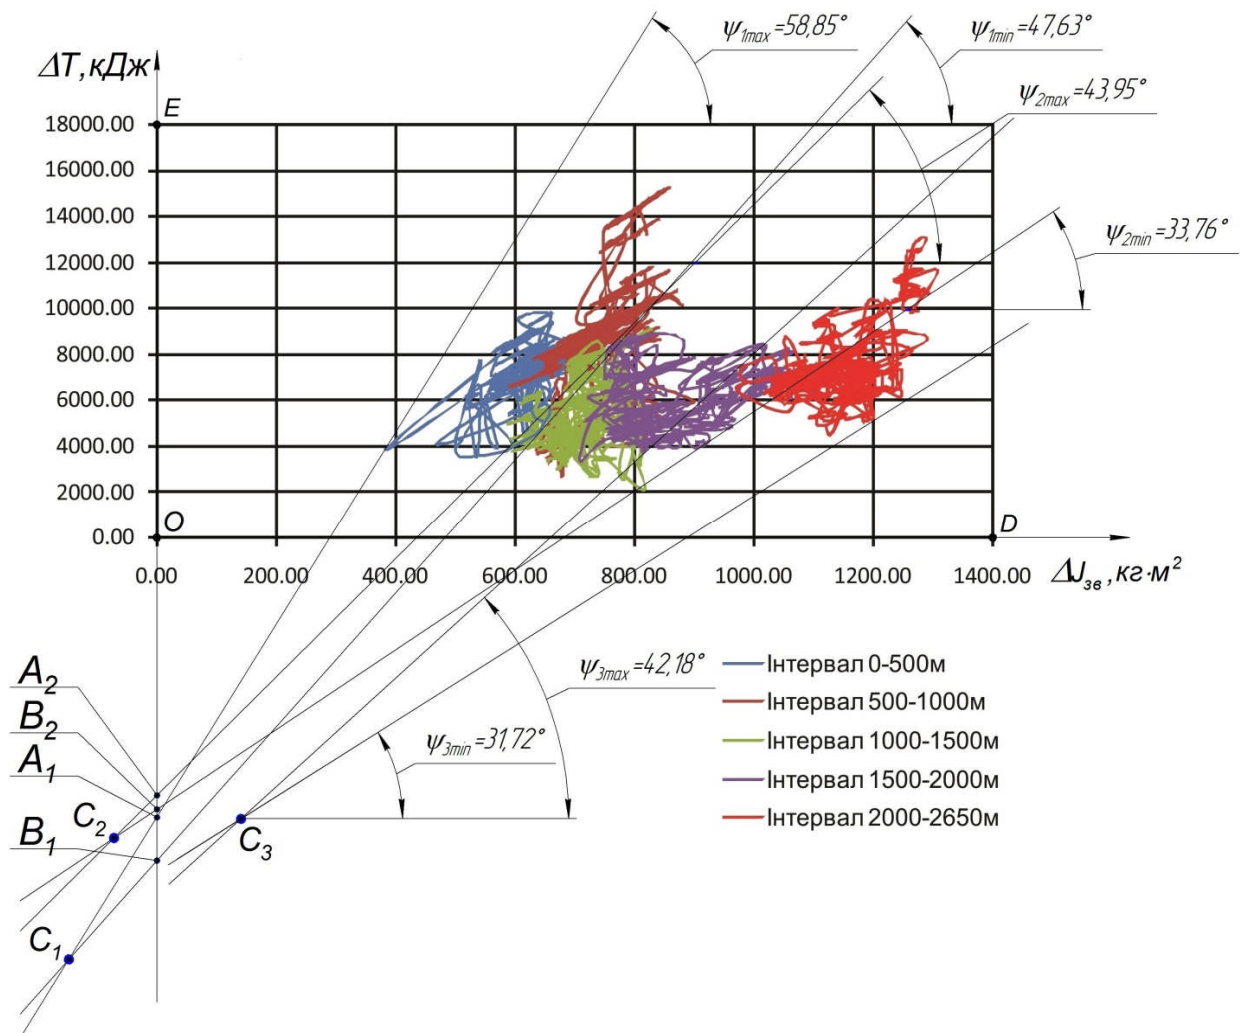 ψ1max =58,85°
ψ1min =47,63°
ΔT, кДж
ψ2max =43,95°
E
18000.00
16000.00
14000.00
ψ2min =33,76°
12000.00
10000.00
8000.00
6000.00
4000.00
2000.00
O
D
0.00
0.00 200.00 400.00 600.00 800.00 1000.00 1200.00 1400.00 ΔJзв , кг·м²
A2
ψ3max =42,18°
Інтервал 0-500м
B2
Інтервал 500-1000м
A1
ψ3min =31,72°
Інтервал 1000-1500м
Інтервал 1500-2000м
C2
Інтервал 2000-2650м
B1
C3
C1